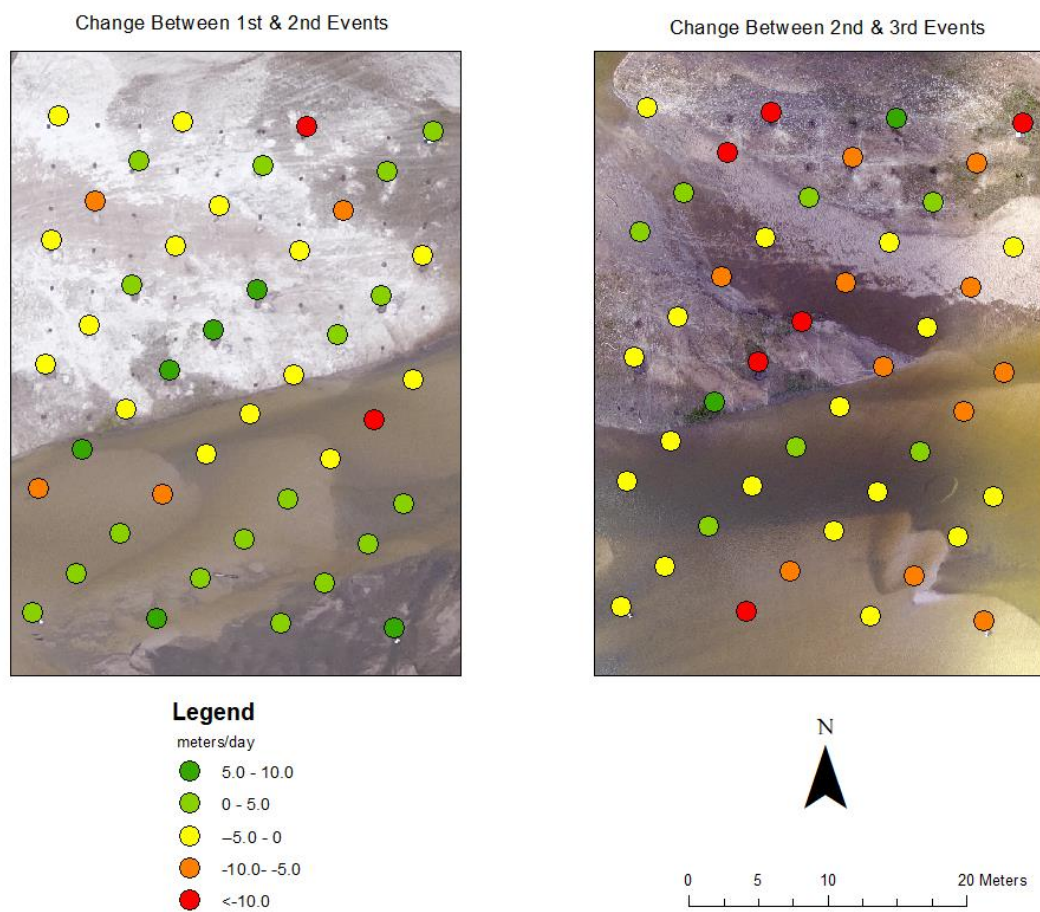 Change Between 1st & 2nd Events
Change Between 2nd & 3rd Events
Legend
meters/day
5.0 - 10.0
0 - 5.0
–5.0 - 0
-10.0- -5.0
<-10.0
N
0 5 10 20 Meters